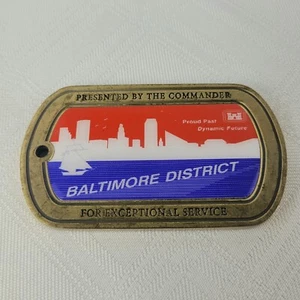 PRESENTED BY THE COMMANDER
Proud Past
Dynamic Future
BALTIMORE DISTRICT
FOR EXCEPTIONAL SERVICE